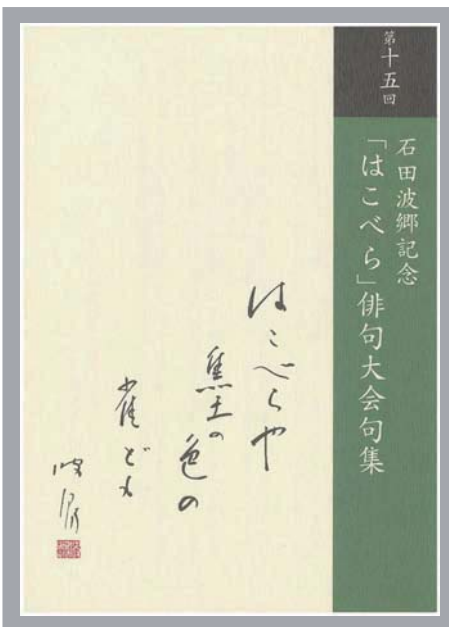 第十五回
石田波郷記念
「はこべら」俳句大会句集
はこべらや
焦土の
色の
雀ども
波郷